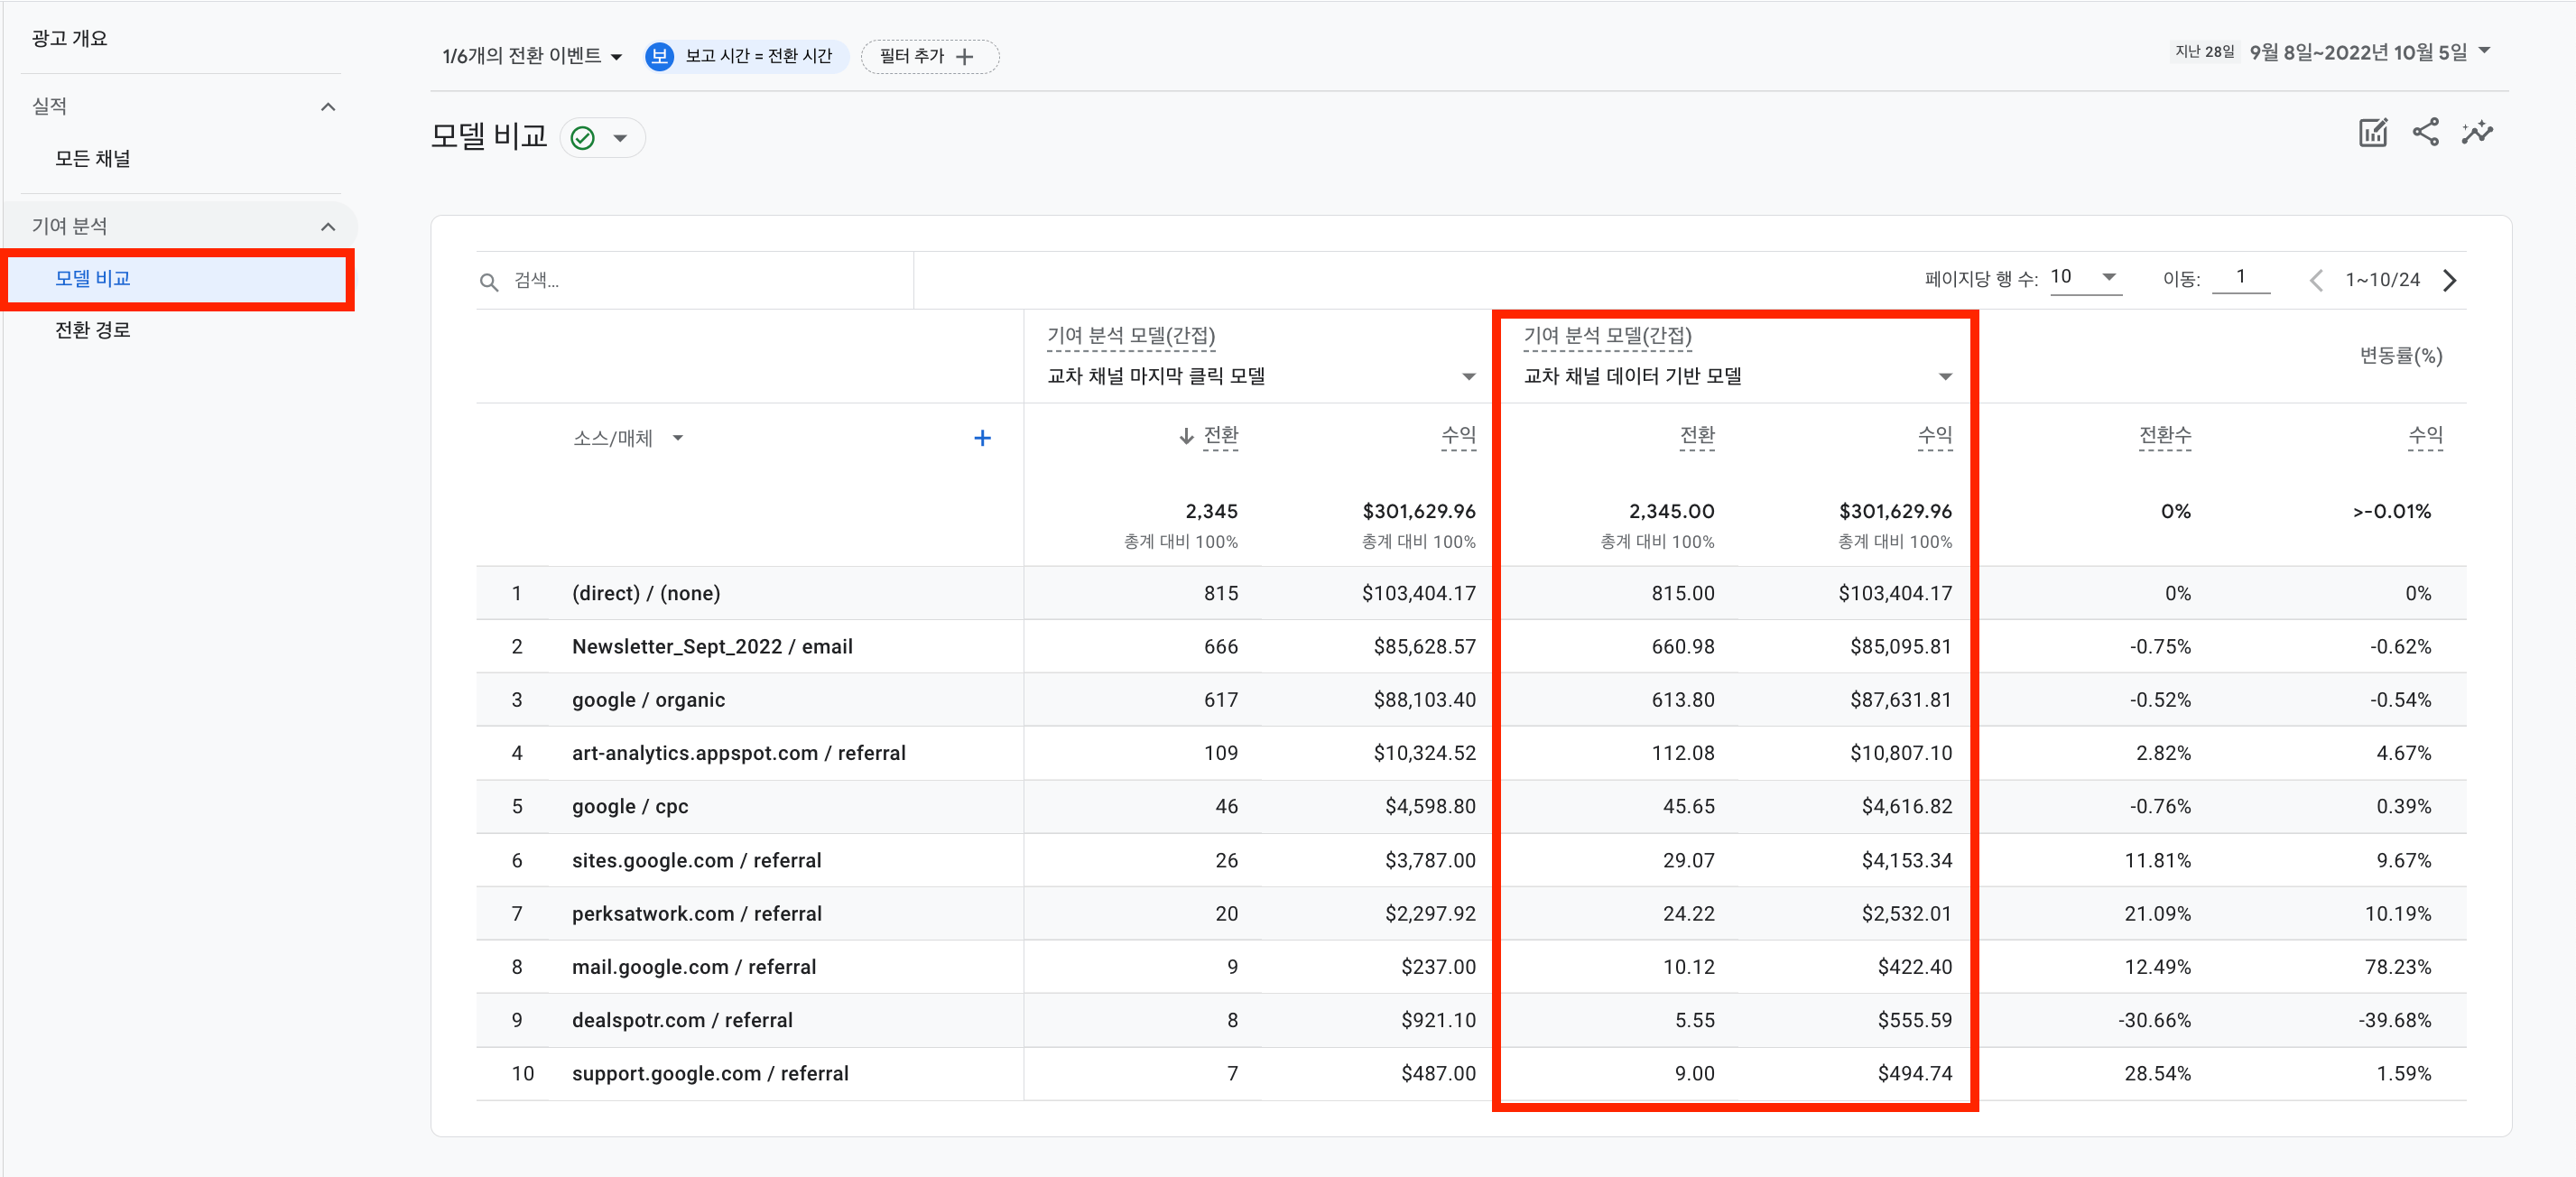 광고 개요
실적
모든 채널
기여 분석
모델 비교
전환 경로
1/6개의 전환 이벤트 보 보고 시간 = 전환 시간 필터 추가 +
지난 28일 9월 8일~2022년 10월 5일
모델 비교
검색...
페이지당 행 수: 10 이동: 1 1~10/24
기여 분석 모델(간접) 기여 분석 모델(간접) 변동률(%)
교차 채널 마지막 클릭 모델 교차 채널 데이터 기반 모델
소스/매체 + ↓ 전환 수익 전환 수익 전환수 수익
2,345 $301,629.96 2,345.00 $301,629.96 0% >-0.01%
총계 대비 100% 총계 대비 100% 총계 대비 100% 총계 대비 100%
1 (direct) / (none) 815 $103,404.17 815.00 $103,404.17 0% 0%
2 Newsletter_Sept_2022 / email 666 $85,628.57 660.98 $85,095.81 -0.75% -0.62%
3 google / organic 617 $88,103.40 613.80 $87,631.81 -0.52% -0.54%
4 art-analytics.appspot.com / referral 109 $10,324.52 112.08 $10,807.10 2.82% 4.67%
5 google / cpc 46 $4,598.80 45.65 $4,616.82 -0.76% 0.39%
6 sites.google.com / referral 26 $3,787.00 29.07 $4,153.34 11.81% 9.67%
7 perksatwork.com / referral 20 $2,297.92 24.22 $2,532.01 21.09% 10.19%
8 mail.google.com / referral 9 $237.00 10.12 $422.40 12.49% 78.23%
9 dealspotr.com / referral 8 $921.10 5.55 $555.59 -30.66% -39.68%
10 support.google.com / referral 7 $487.00 9.00 $494.74 28.54% 1.59%